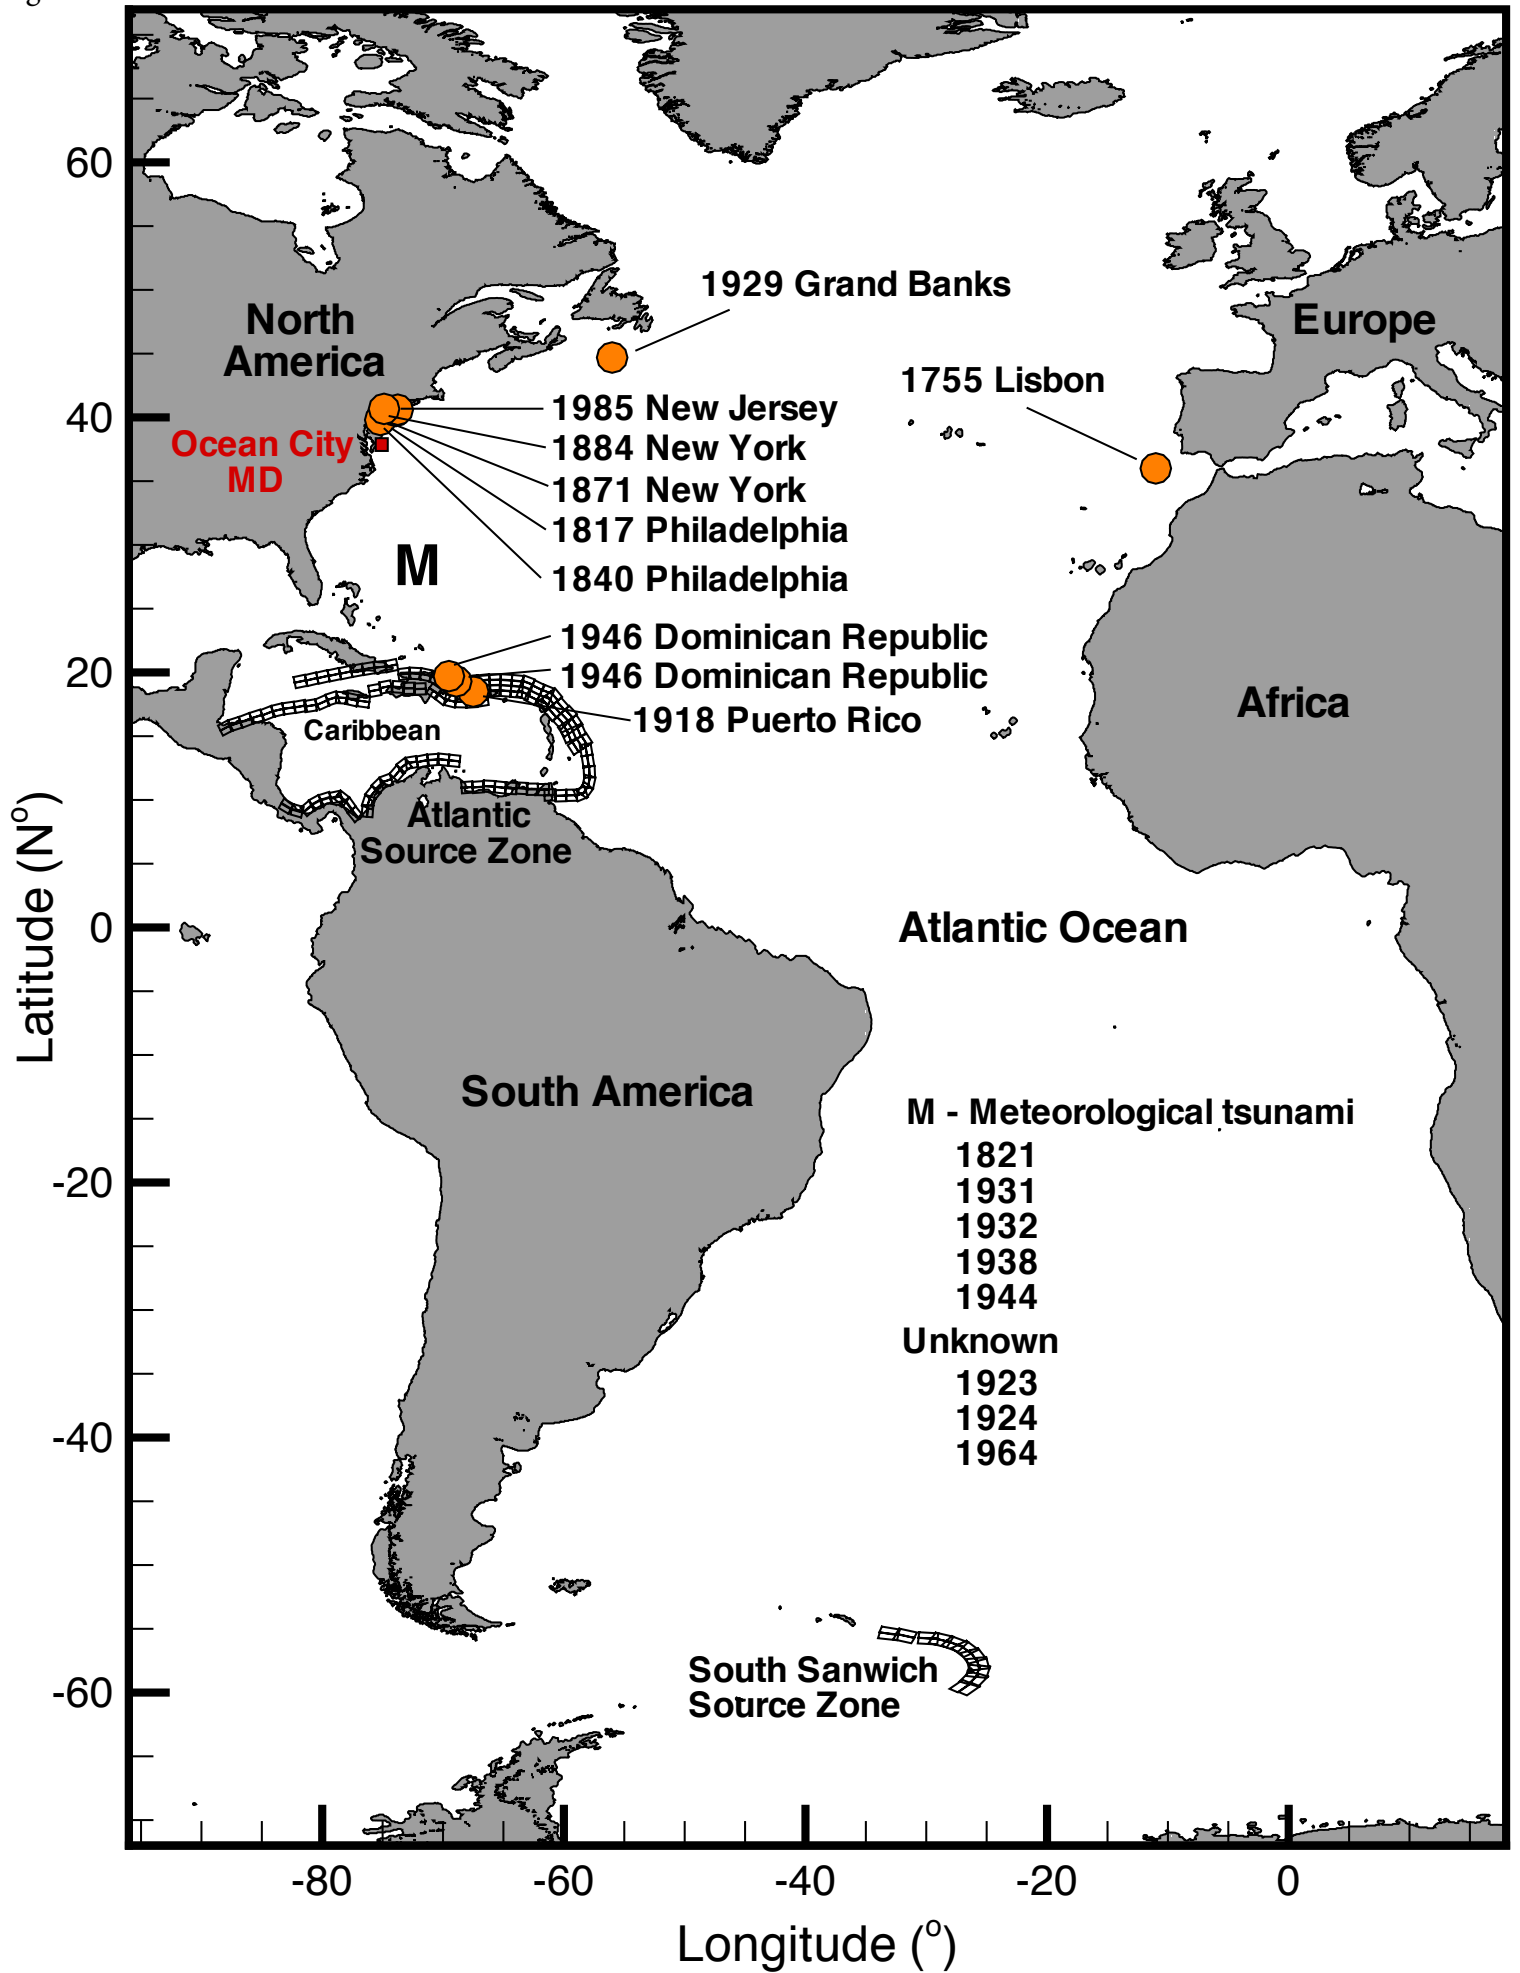 g
1929 Grand Banks
North
America
Europe
1755 Lisbon
1985 New Jersey
Ocean City
MD
1884 New York
1871 New York
1817 Philadelphia
M
1840 Philadelphia
1946 Dominican Republic
1946 Dominican Republic
1918 Puerto Rico
Caribbean
Africa
Atlantic
Source Zone
Atlantic Ocean
South America
M - Meteorological tsunami
1821
1931
1932
1938
1944
Unknown
1923
1924
1964
South Sanwich
Source Zone
60
40
20
0
-20
-40
-60
Latitude (Nº)
-80
-60
-40
-20
0
Longitude (º)